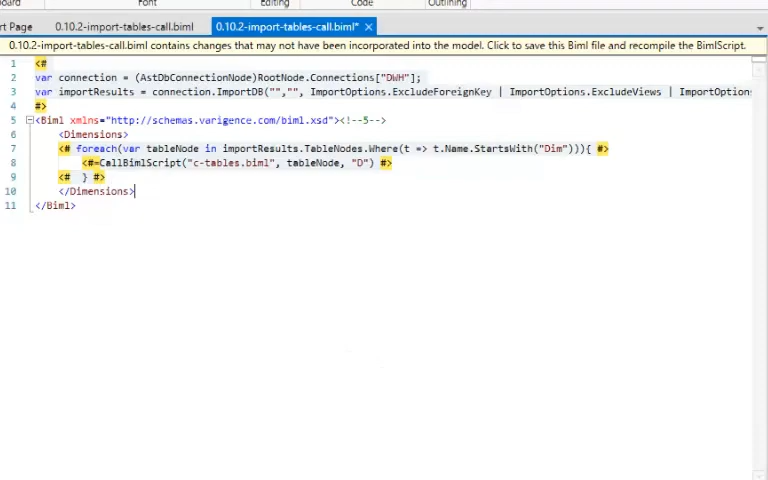 Font
Editing
Code
Outlining
rt Page
0.10.2-import-tables-call.biml
0.10.2-import-tables-call.biml*
0.10.2-import-tables-call.biml contains changes that may not have been incorporated into the model. Click to save this Biml file and recompile the BimlScript.
1 <#
2 var connection = (AstDbConnectionNode)RootNode.Connections["DWH"];
3 var importResults = connection.ImportDB("","", ImportOptions.ExcludeForeignKey | ImportOptions.ExcludeViews | ImportOptions
4 #>
5 <Biml xmlns="http://schemas.varigence.com/biml.xsd"><!--5-->
6 <Dimensions>
7 <# foreach(var tableNode in importResults.TableNodes.Where(t => t.Name.StartsWith("Dim"))){ #>
8 <#=CallBimlScript("c-tables.biml", tableNode, "D") #>
9 <# } #>
10 </Dimensions>
11 </Biml>